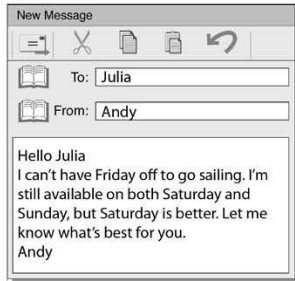 New Message
To: Julia
From: Andy
Hello Julia
I can't have Friday off to go sailing. I'm
still available on both Saturday and
Sunday, but Saturday is better. Let me
know what's best for you.
Andy